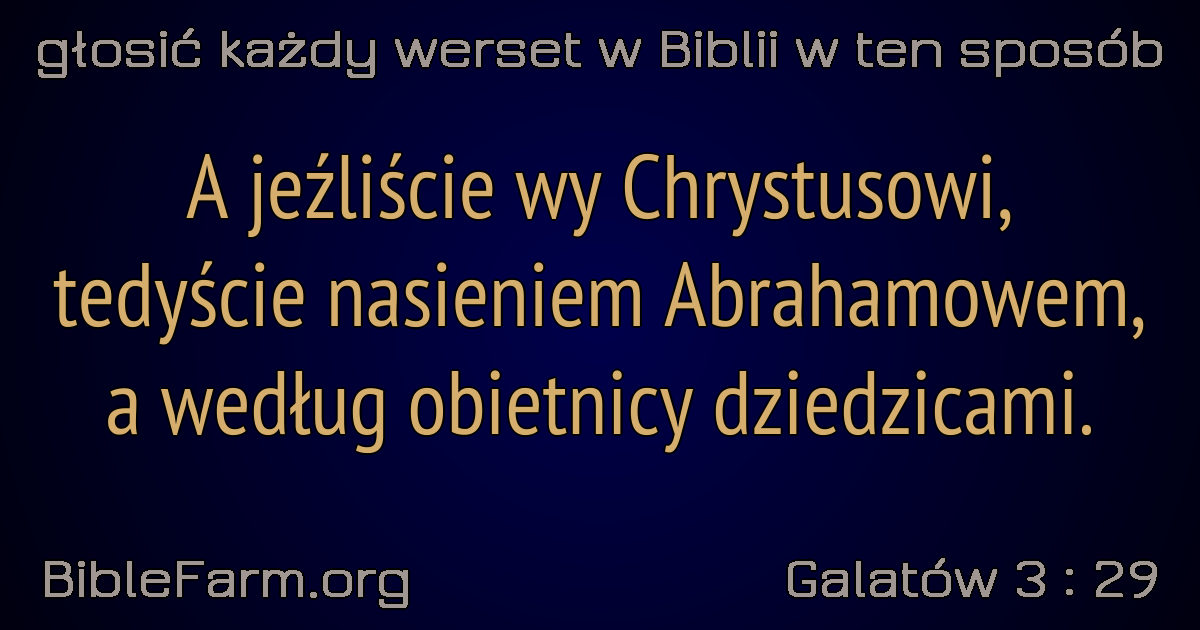 głosić każdy werset w Biblii w ten sposób
A jeźliście wy Chrystusowi,
tedyście nasieniem Abrahamowem,
a według obietnicy dziedzicami.
BibleFarm.org
Galatów 3 : 29